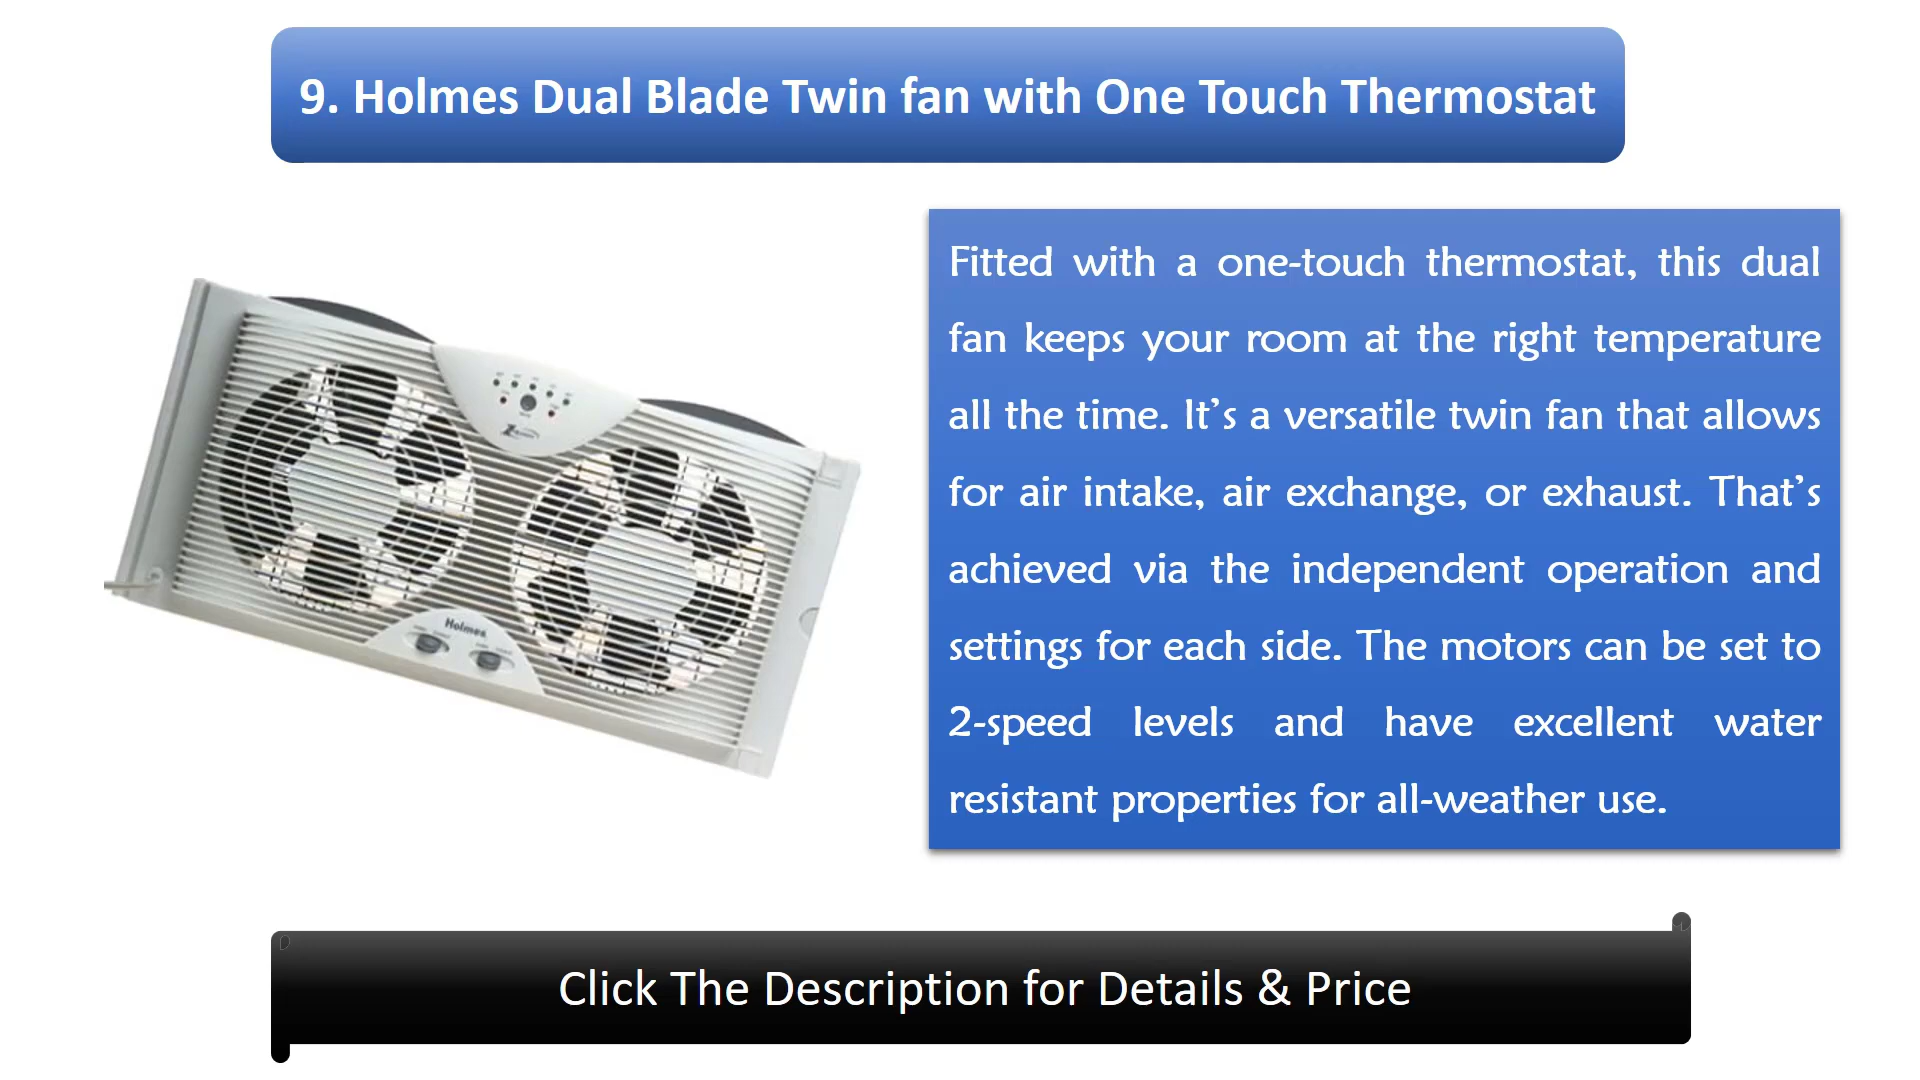 9. Holmes Dual Blade Twin fan with One Touch Thermostat
Fitted with a one-touch thermostat, this dual
fan keeps your room at the right temperature
all the time. It’s a versatile twin fan that allows
for air intake, air exchange, or exhaust. That’s
achieved via the independent operation and
settings for each side. The motors can be set to
2-speed levels and have excellent water
resistant properties for all-weather use.
Holmes
Click The Description for Details & Price